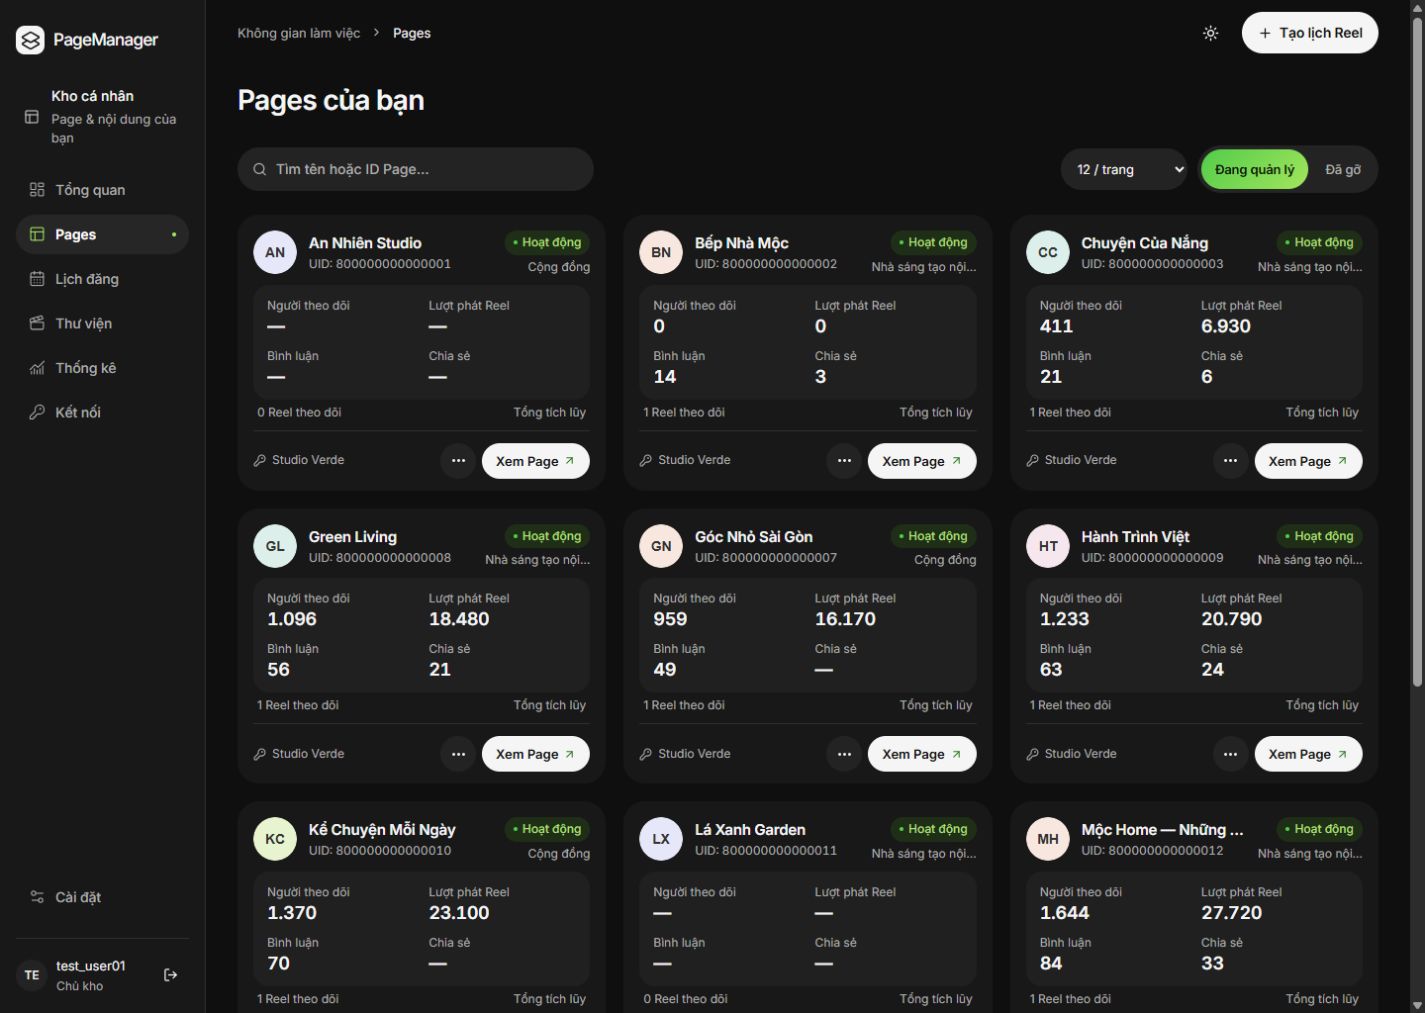 PageManager
Kho cá nhân
Page & nội dung của
bạn
Tổng quan
Pages
Lịch đăng
Thư viện
Thống kê
Kết nối
Cài đặt
TE
test_user01
Chủ kho
Không gian làm việc > Pages
+ Tạo lịch Reel
Pages của bạn
Tìm tên hoặc ID Page...
12 / trang
Đang quản lý
Đã gỡ
AN
An Nhiên Studio
• Hoạt động
UID: 800000000000001
Cộng đồng
Người theo dõi
Lượt phát Reel
—
—
Bình luận
Chia sẻ
—
—
0 Reel theo dõi
Tổng tích lũy
Studio Verde
Xem Page
BN
Bếp Nhà Mộc
• Hoạt động
UID: 800000000000002
Nhà sáng tạo nội...
Người theo dõi
Lượt phát Reel
0
0
Bình luận
Chia sẻ
14
3
1 Reel theo dõi
Tổng tích lũy
Studio Verde
Xem Page
CC
Chuyện Của Nắng
• Hoạt động
UID: 800000000000003
Nhà sáng tạo nội...
Người theo dõi
Lượt phát Reel
411
6.930
Bình luận
Chia sẻ
21
6
1 Reel theo dõi
Tổng tích lũy
Studio Verde
Xem Page
GL
Green Living
• Hoạt động
UID: 800000000000008
Nhà sáng tạo nội...
Người theo dõi
Lượt phát Reel
1.096
18.480
Bình luận
Chia sẻ
56
21
1 Reel theo dõi
Tổng tích lũy
Studio Verde
Xem Page
GN
Góc Nhỏ Sài Gòn
• Hoạt động
UID: 800000000000007
Cộng đồng
Người theo dõi
Lượt phát Reel
959
16.170
Bình luận
Chia sẻ
49
—
1 Reel theo dõi
Tổng tích lũy
Studio Verde
Xem Page
HT
Hành Trình Việt
• Hoạt động
UID: 800000000000009
Nhà sáng tạo nội...
Người theo dõi
Lượt phát Reel
1.233
20.790
Bình luận
Chia sẻ
63
24
1 Reel theo dõi
Tổng tích lũy
Studio Verde
Xem Page
KC
Kể Chuyện Mỗi Ngày
• Hoạt động
UID: 800000000000010
Cộng đồng
Người theo dõi
Lượt phát Reel
1.370
23.100
Bình luận
Chia sẻ
70
—
1 Reel theo dõi
Tổng tích lũy
LX
Lá Xanh Garden
• Hoạt động
UID: 800000000000011
Nhà sáng tạo nội...
Người theo dõi
Lượt phát Reel
—
—
Bình luận
Chia sẻ
—
—
0 Reel theo dõi
Tổng tích lũy
MH
Mộc Home — Những ...
• Hoạt động
UID: 800000000000012
Nhà sáng tạo nội...
Người theo dõi
Lượt phát Reel
1.644
27.720
Bình luận
Chia sẻ
84
33
1 Reel theo dõi
Tổng tích lũy